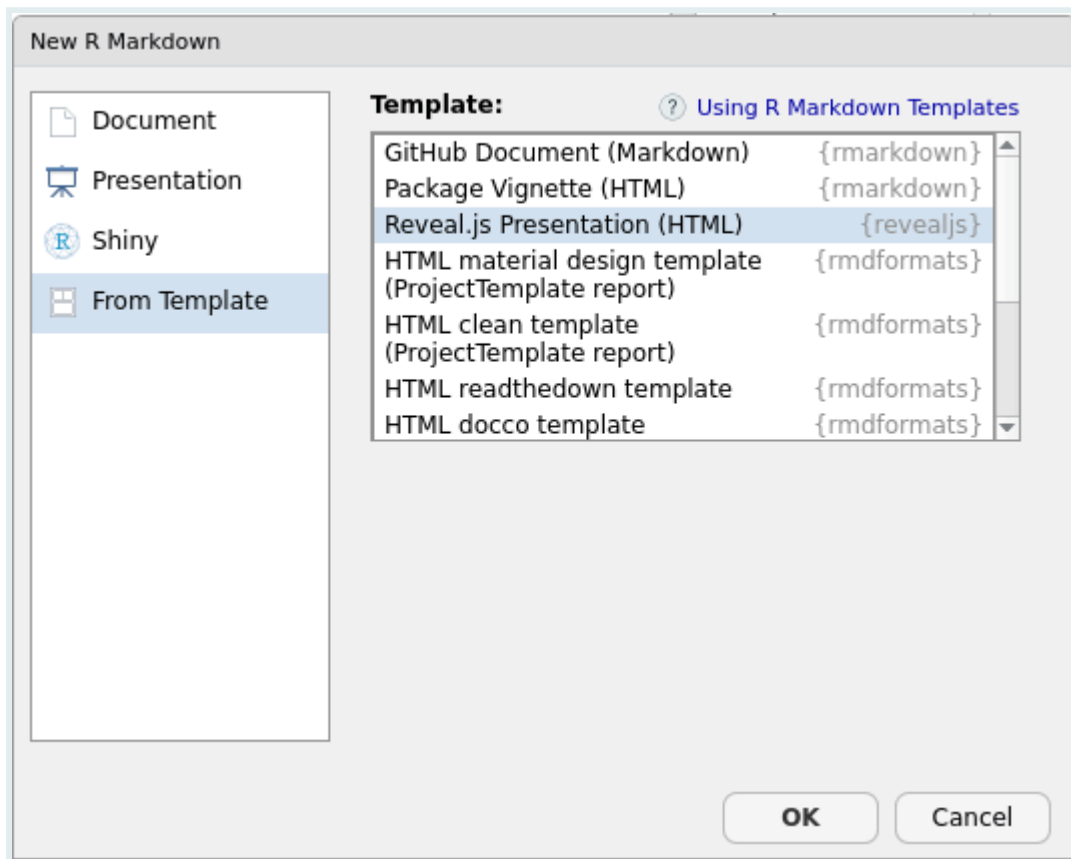 New R Markdown
Document
Presentation
R Shiny
From Template
Template:
? Using R Markdown Templates
GitHub Document (Markdown) {rmarkdown}
Package Vignette (HTML) {rmarkdown}
Reveal.js Presentation (HTML) {revealjs}
HTML material design template {rmdformats}
(ProjectTemplate report)
HTML clean template {rmdformats}
(ProjectTemplate report)
HTML readthedown template {rmdformats}
HTML docco template {rmdformats}
OK Cancel